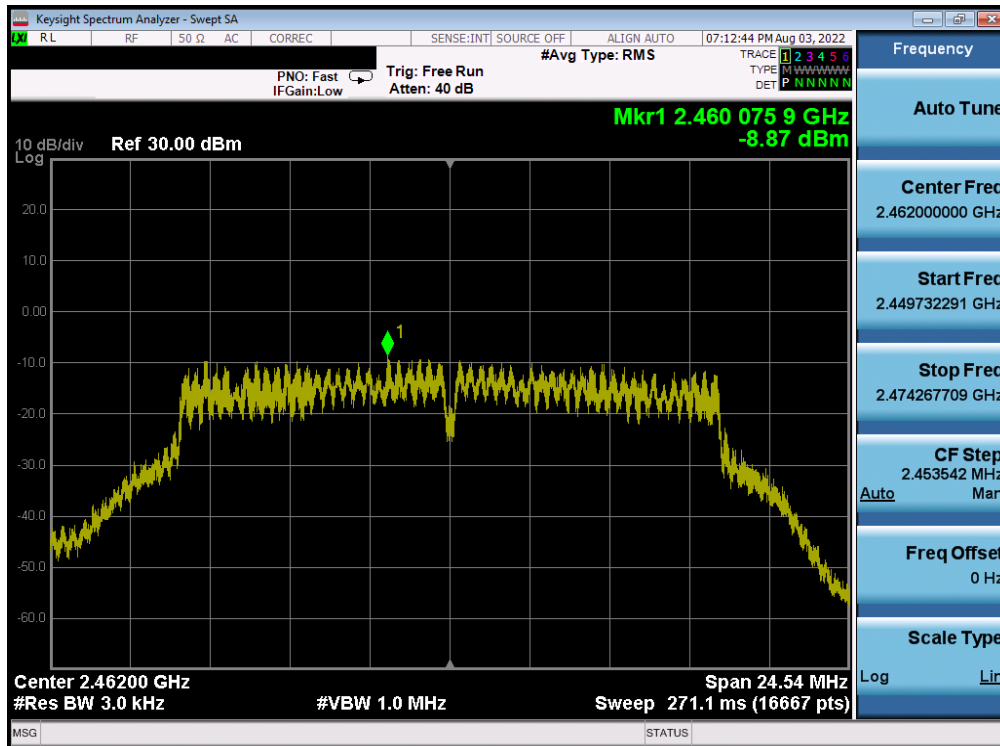 Keysight Spectrum Analyzer - Swept SA
LXI RL RF 50 Ω AC CORREC SENSE:INT SOURCE OFF ALIGN AUTO 07:12:44 PM Aug 03, 2022
#Avg Type: RMS
PNO: Fast
IFGain:Low
Trig: Free Run
Atten: 40 dB
TRACE 1 2 3 4 5 6
TYPE M W W W W W
DET P N N N N N
Mkr1 2.460 075 9 GHz
-8.87 dBm
10 dB/div
Log
Ref 30.00 dBm
20.0
10.0
0.00
-10.0
-20.0
-30.0
-40.0
-50.0
-60.0
1
Center 2.46200 GHz
#Res BW 3.0 kHz
#VBW 1.0 MHz
Span 24.54 MHz
Sweep 271.1 ms (16667 pts)
MSG
STATUS
Frequency
Auto Tune
Center Freq
2.462000000 GHz
Start Freq
2.449732291 GHz
Stop Freq
2.474267709 GHz
CF Step
2.453542 MHz
Auto Man
Freq Offset
0 Hz
Scale Type
Log Lin